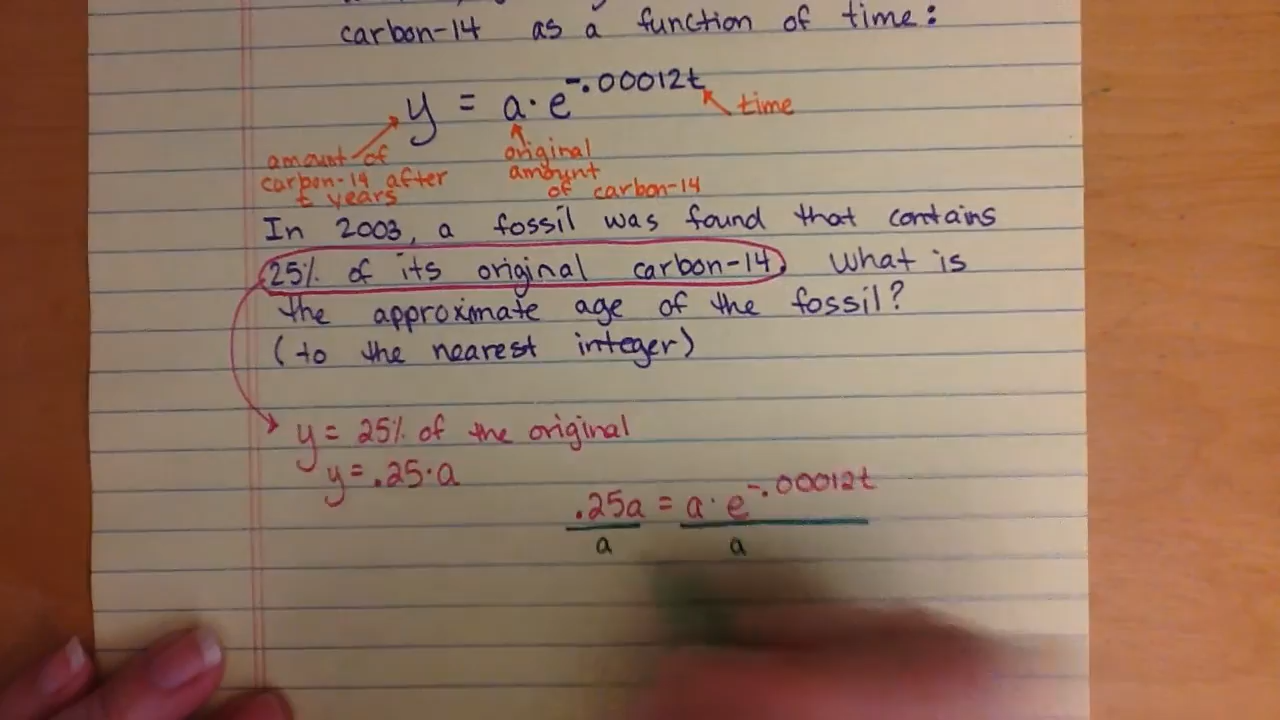 carbon-14 as a function of time:
y = a·e^-.00012t
time
amount of carbon-14 after t years
original amount of carbon-14
In 2003, a fossil was found that contains
25% of its original carbon-14. What is
the approximate age of the fossil?
(to the nearest integer)
y = 25% of the original
y = .25·a
.25a = a·e^-.00012t
a a